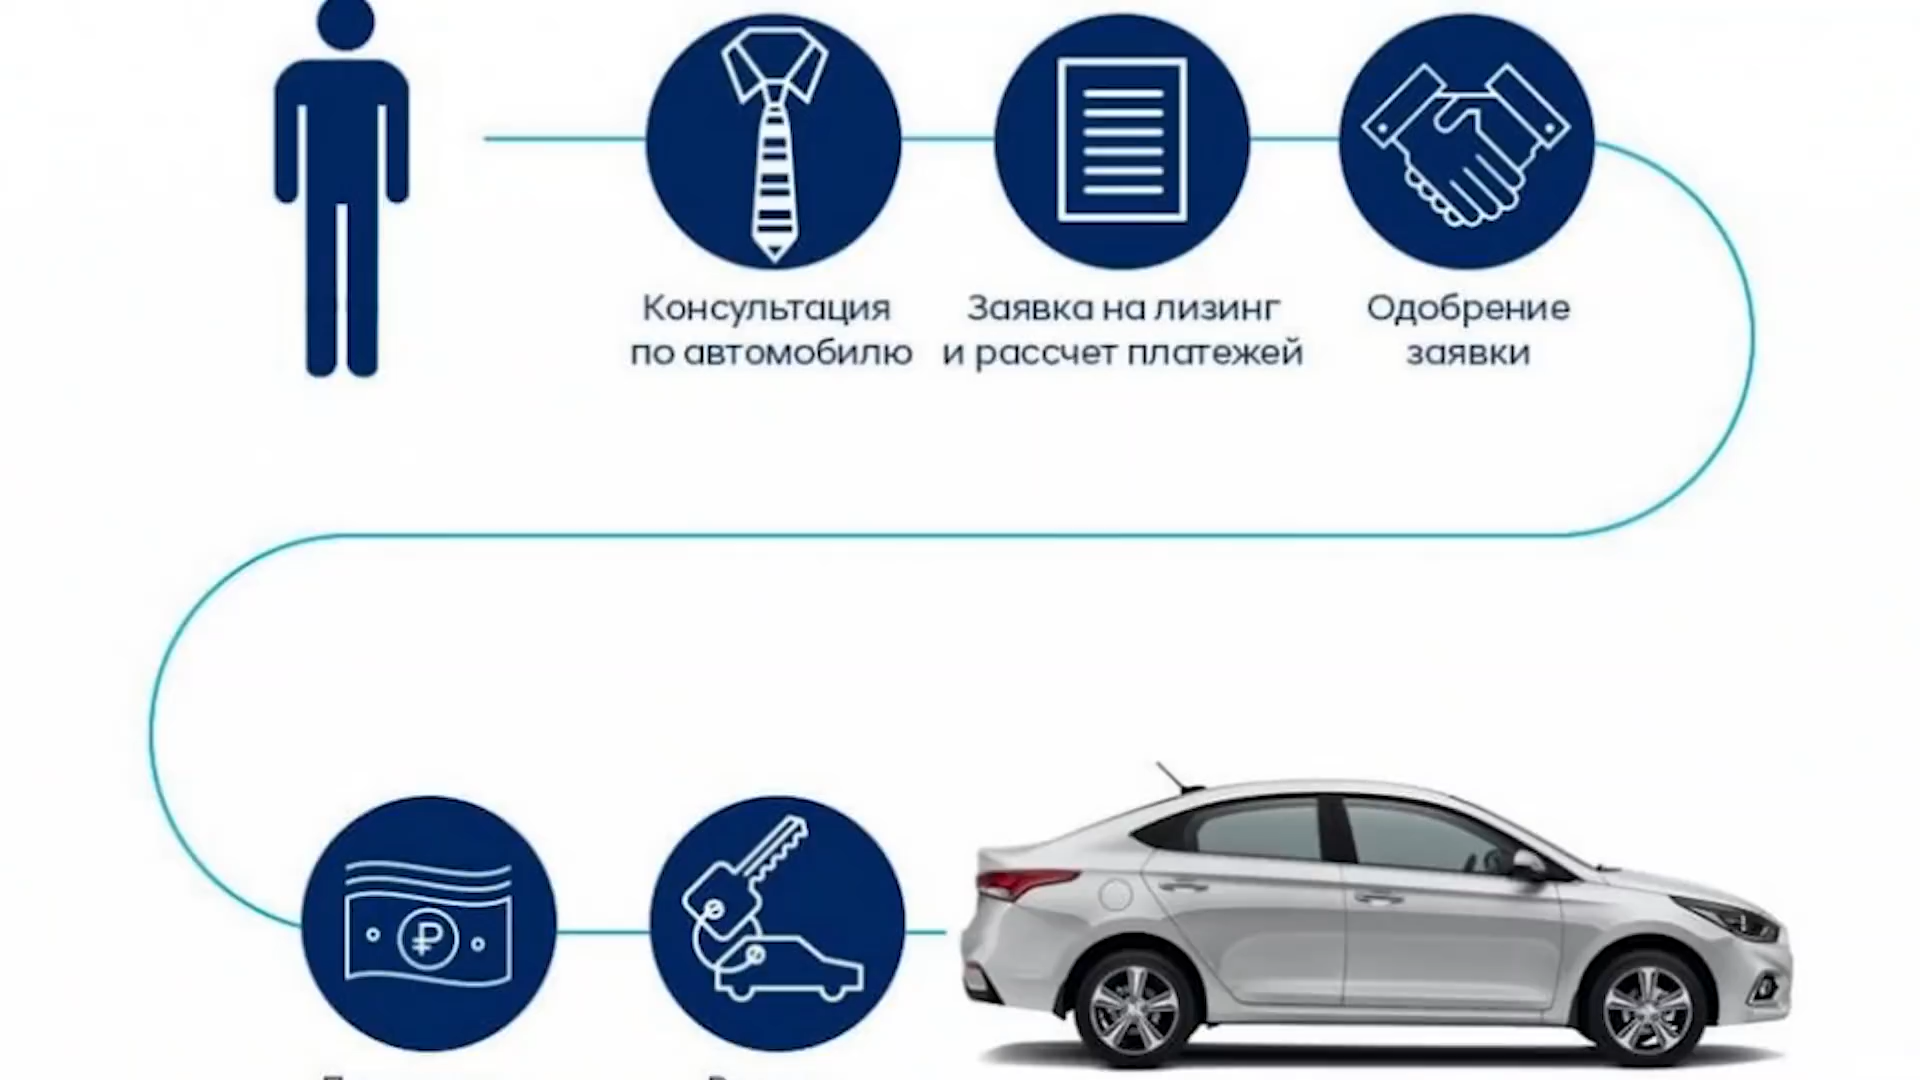 Консультация
по автомобилю
Заявка на лизинг
и рассчет платежей
Одобрение
заявки